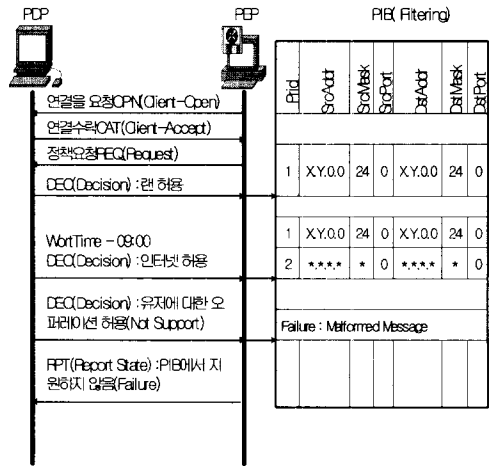 PDP
PEP
PIB( Filtering)
Prid
SrcAddr
SrcMask
SrcPort
DstAddr
DstMask
DstPort
연결을 요청OPN(Client-Open)
연결수락CAT(Client-Accept)
정책요청REQ(Request)
DEC(Decision) : 랜 허용
1 X.Y.0.0 24 0 X.Y.0.0 24 0
WortTime - 09:00
DEC(Decision) : 인터넷 허용
1 X.Y.0.0 24 0 X.Y.0.0 24 0
2 *.*.*.* * 0 *.*.*.* * 0
DEC(Decision) : 유저에 대한 오
퍼레이션 허용(Not Support)
Failure : Malformred Message
RPT(Report State) : PIB에서 지
원하지 않음(Failure)